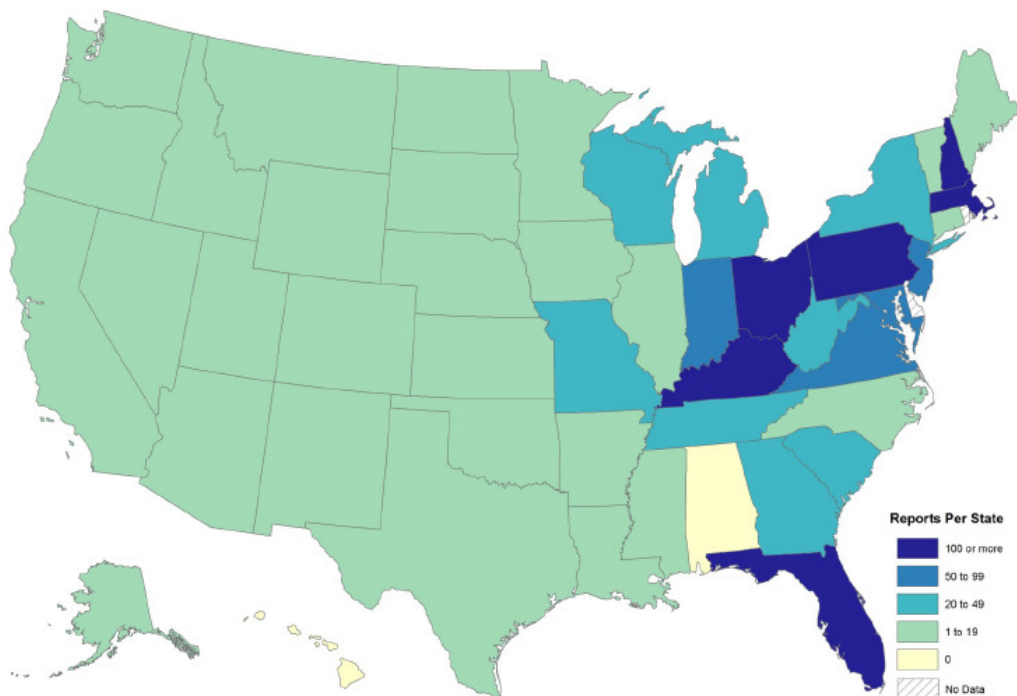 Reports Per State
100 or more
50 to 99
20 to 49
1 to 19
0
No Data